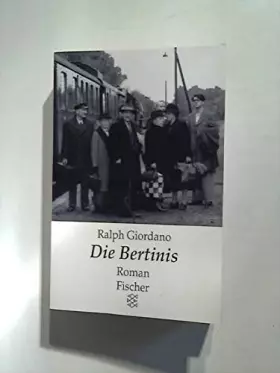 Ralph Giordano
Die Bertinis
Roman
Fischer